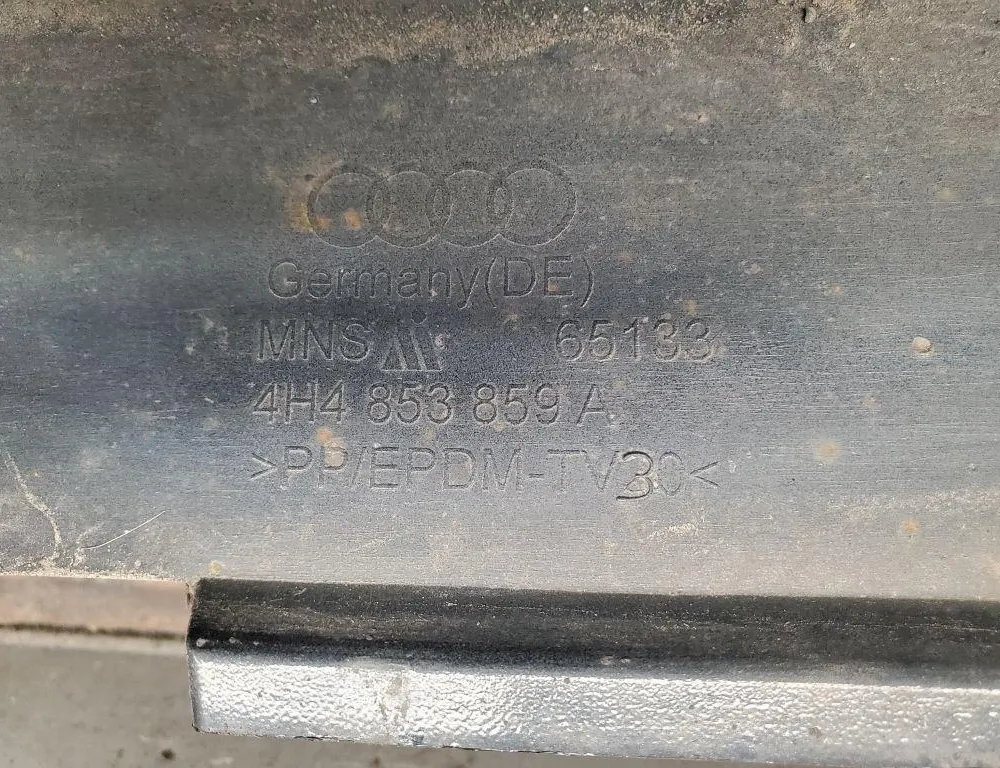 Germany(DE)
MNS 65133
4H4 853 859 A
>PP/EPDM-TV30<